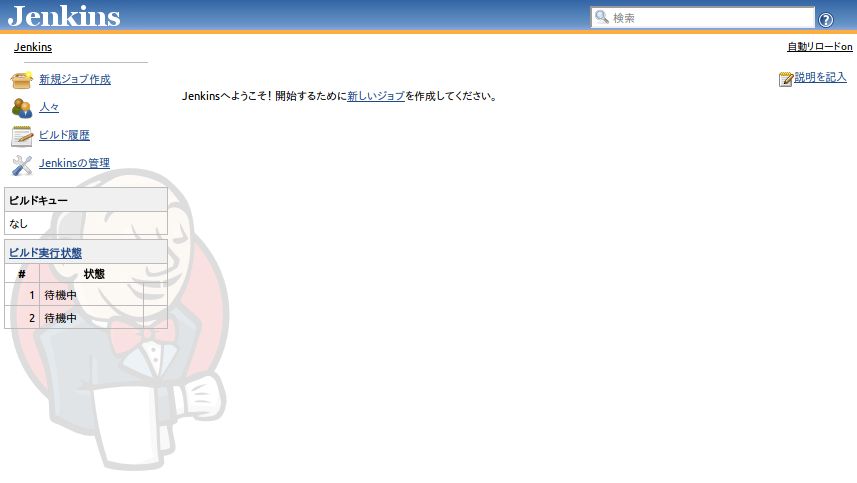 Jenkins
検索
Jenkins
自動リロードon
新規ジョブ作成
説明を記入
Jenkinsへようこそ! 開始するために新しいジョブを作成してください。
人々
ビルド履歴
Jenkinsの管理
ビルドキュー
なし
ビルド実行状態
# 状態
1 待機中
2 待機中